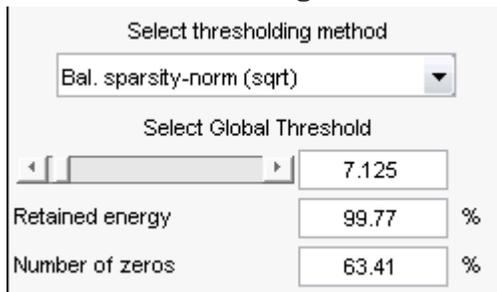 Select thresholding method
Bal. sparsity-norm (sqrt)
Select Global Threshold
7.125
Retained energy 99.77 %
Number of zeros 63.41 %